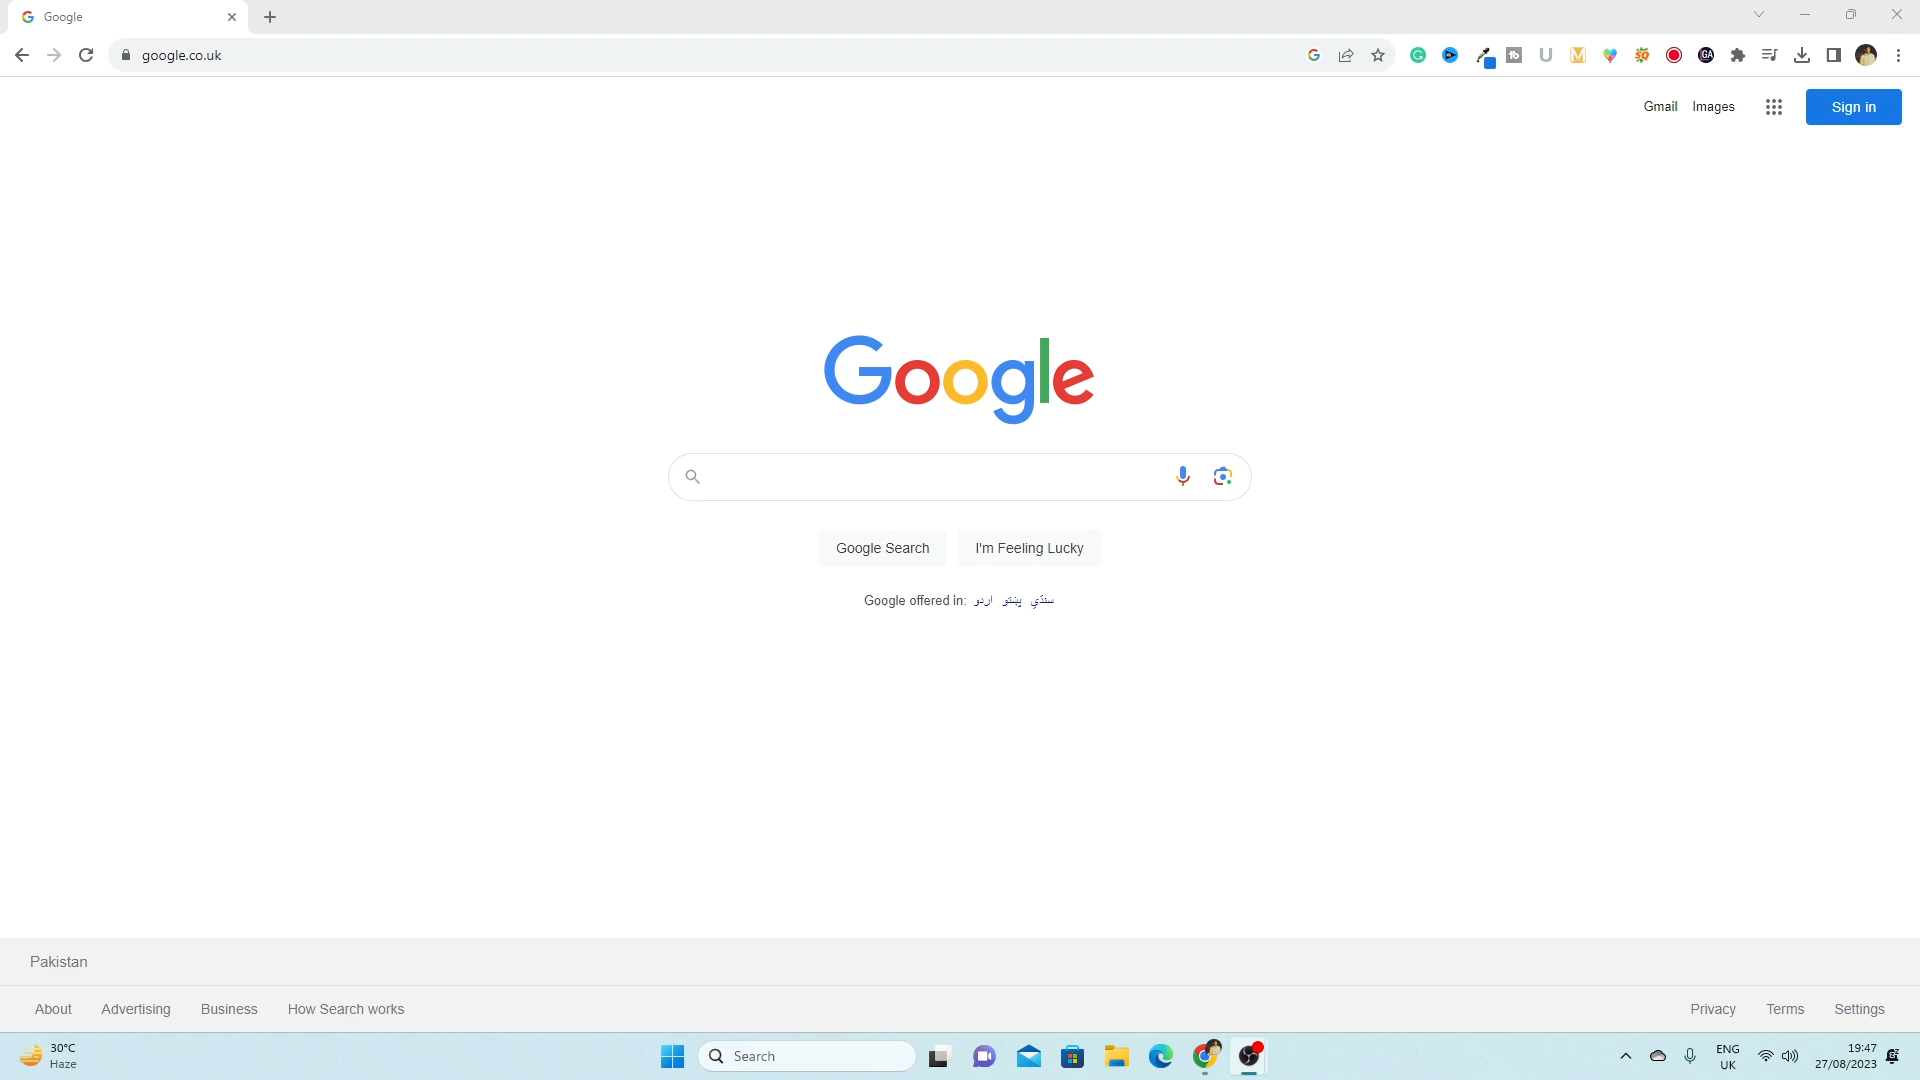 Google
google.co.uk
Gmail Images Sign in
Google
Google Search I'm Feeling Lucky
Google offered in: اردو پښتو سنڌي
Pakistan
About Advertising Business How Search works Privacy Terms Settings
30°C
Haze
Search
ENG
UK
19:47
27/08/2023